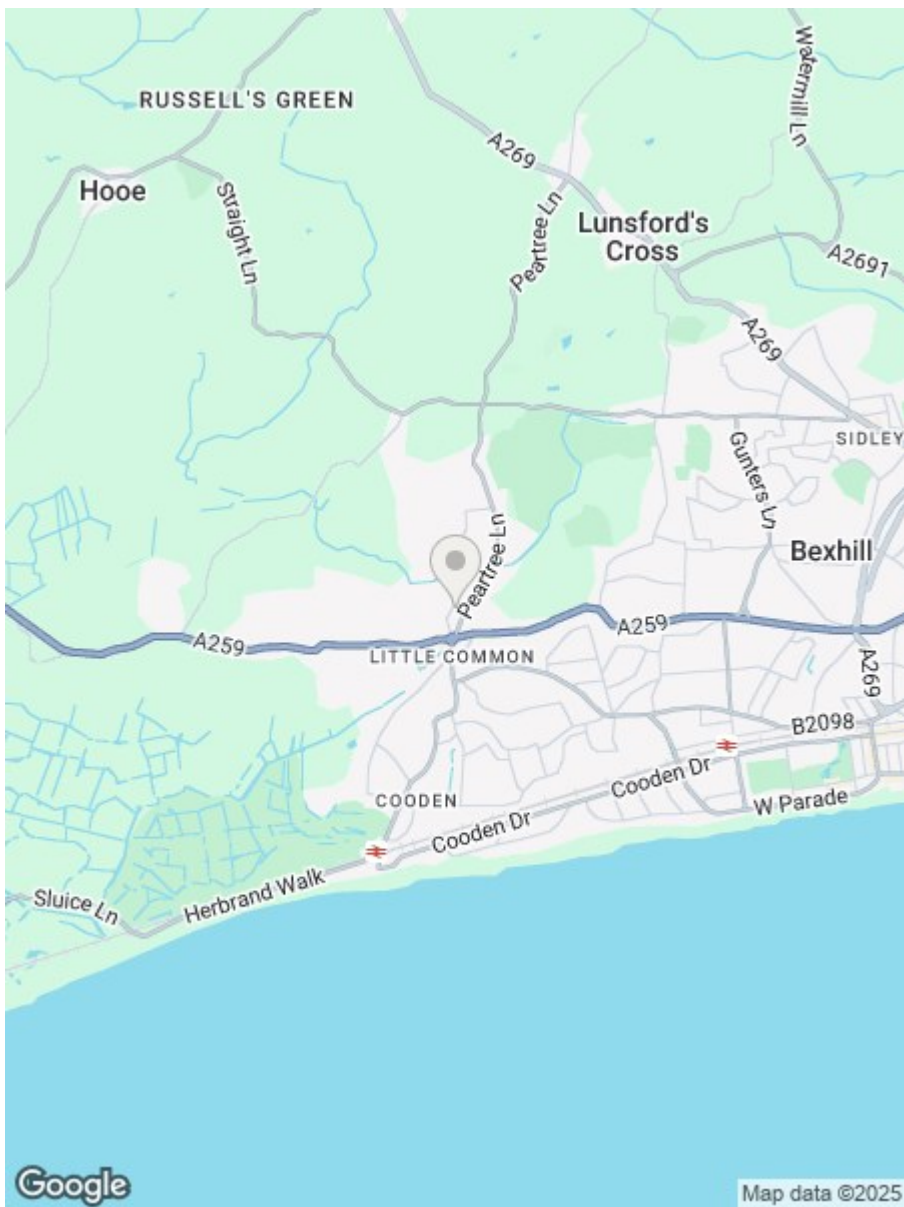 Watermill Ln
RUSSELL'S GREEN
A269
Hooe
Straight Ln
Peartree Ln
Lunsford's
Cross
A2691
A269
SIDLEY
Gunters Ln
Peartree Ln
Bexhill
A259
A259
LITTLE COMMON
A269
B2098
Cooden Dr
COODEN
W Parade
Cooden Dr
Herbrand Walk
Sluice Ln
Google
Map data ©2025